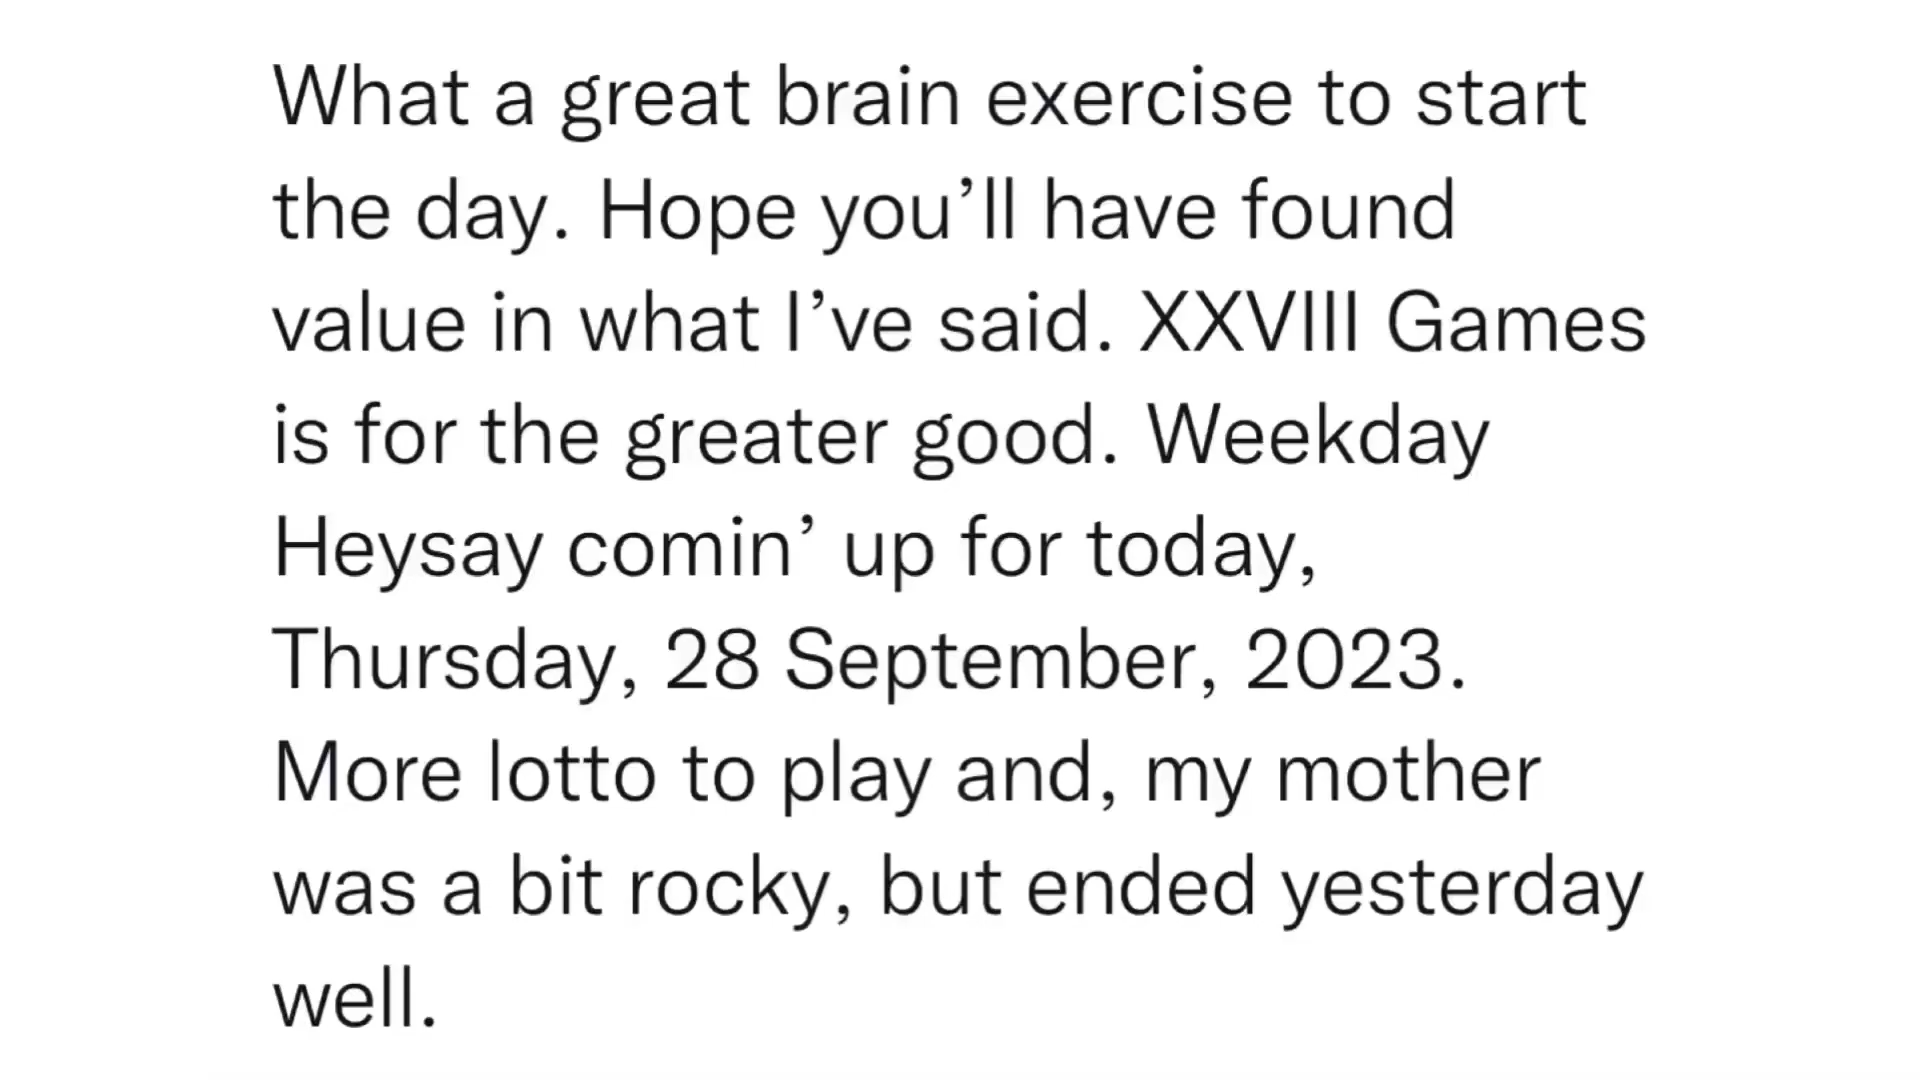 What a great brain exercise to start
the day. Hope you’ll have found
value in what I’ve said. XXVIII Games
is for the greater good. Weekday
Heysay comin’ up for today,
Thursday, 28 September, 2023.
More lotto to play and, my mother
was a bit rocky, but ended yesterday
well.